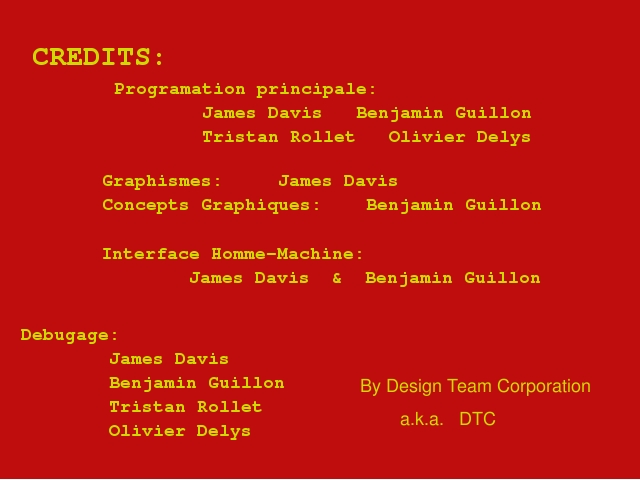 CREDITS:
Programation principale:
James Davis Benjamin Guillon
Tristan Rollet Olivier Delys
Graphismes: James Davis
Concepts Graphiques: Benjamin Guillon
Interface Homme-Machine:
James Davis & Benjamin Guillon
Debugage:
James Davis
Benjamin Guillon
Tristan Rollet
Olivier Delys
By Design Team Corporation
a.k.a. DTC